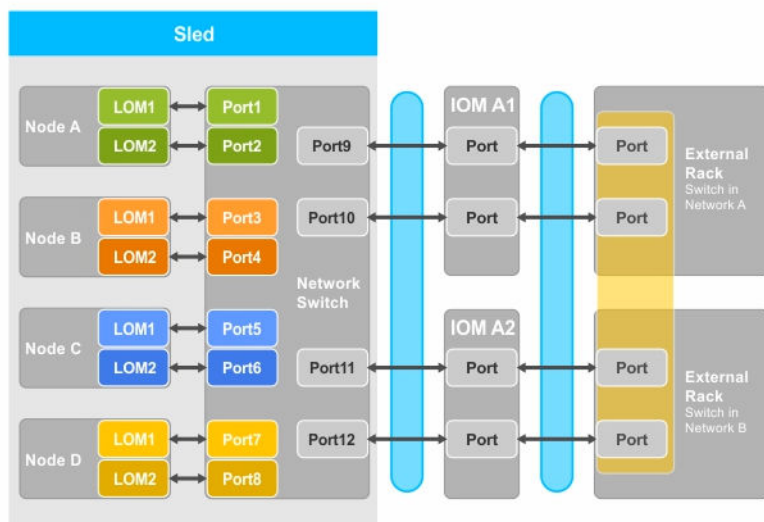 Sled
Node A
LOM1
Port1
LOM2
Port2
Node B
LOM1
Port3
LOM2
Port4
Node C
LOM1
Port5
LOM2
Port6
Node D
LOM1
Port7
LOM2
Port8
Port9
Port10
Network
Switch
Port11
Port12
IOM A1
Port
Port
IOM A2
Port
Port
Port
Port
External
Rack
Switch in
Network A
Port
Port
External
Rack
Switch in
Network B